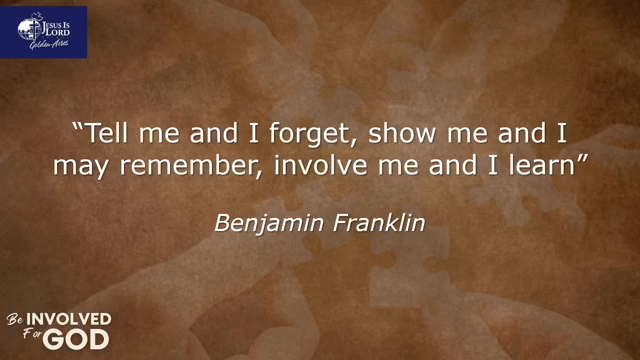 JESUS IS
LORD
Golden Acres
“Tell me and I forget, show me and I
may remember, involve me and I learn”
Benjamin Franklin
Be INVOLVED
For GOD